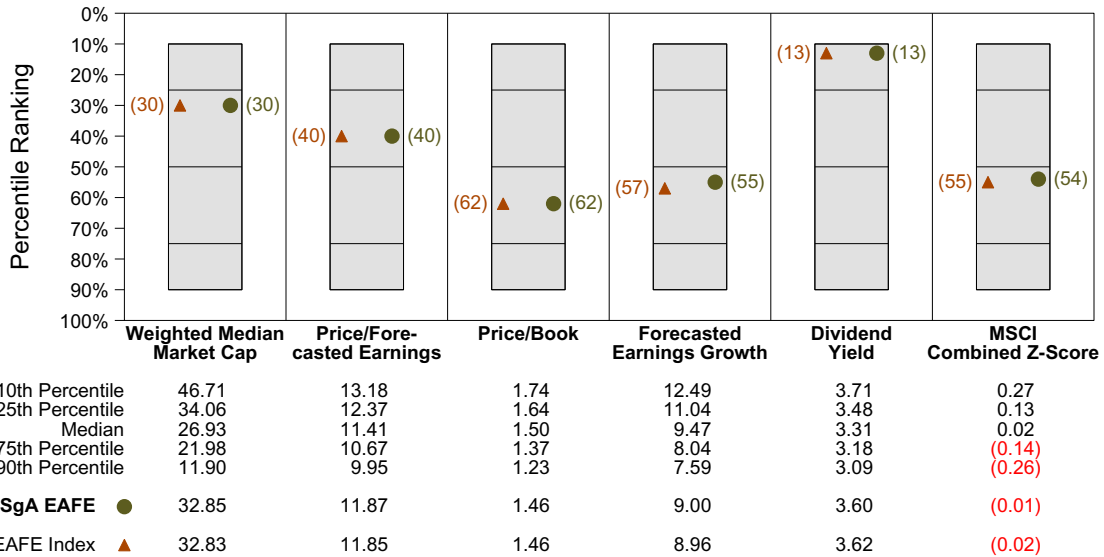 Percentile Ranking
0%
10%
20%
30%
40%
50%
60%
70%
80%
90%
100%
(30) (30)
(40) (40)
(62) (62)
(57) (55)
(13) (13)
(55) (54)
Weighted Median
Market Cap
Price/Fore-
casted Earnings
Price/Book
Forecasted
Earnings Growth
Dividend
Yield
MSCI
Combined Z-Score
10th Percentile 46.71 13.18 1.74 12.49 3.71 0.27
25th Percentile 34.06 12.37 1.64 11.04 3.48 0.13
Median 26.93 11.41 1.50 9.47 3.31 0.02
75th Percentile 21.98 10.67 1.37 8.04 3.18 (0.14)
90th Percentile 11.90 9.95 1.23 7.59 3.09 (0.26)
SgA EAFE 32.85 11.87 1.46 9.00 3.60 (0.01)
EAFE Index 32.83 11.85 1.46 8.96 3.62 (0.02)